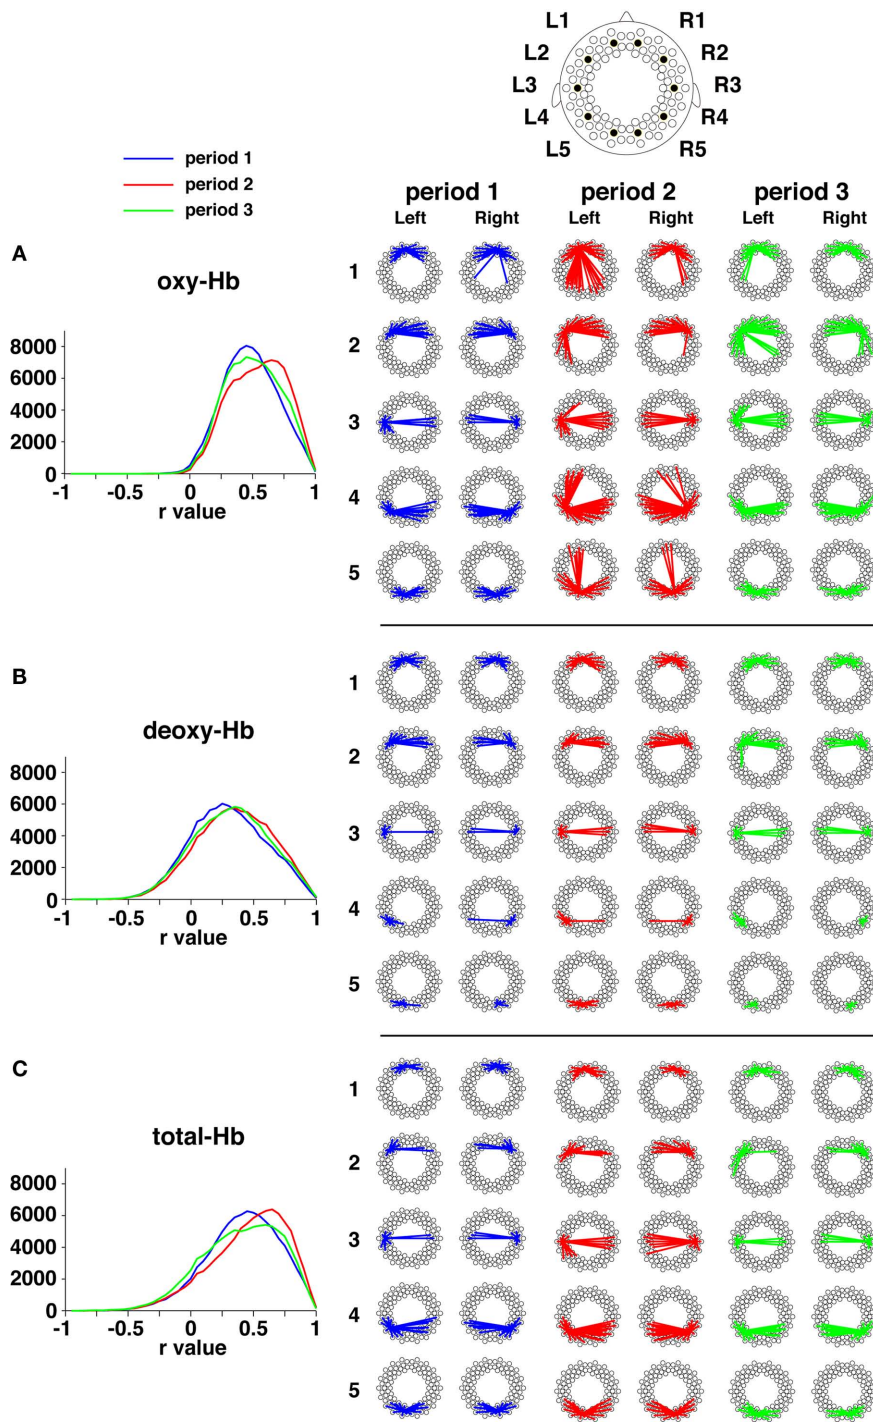 L1 R1
L2 R2
L3 R3
L4 R4
L5 R5
period 1
period 2
period 3
period 1 period 2 period 3
Left Right Left Right Left Right
A
oxy-Hb
8000
6000
4000
2000
0
-1 -0.5 0 0.5 1
r value
1
2
3
4
5
B
deoxy-Hb
8000
6000
4000
2000
0
-1 -0.5 0 0.5 1
r value
1
2
3
4
5
C
total-Hb
8000
6000
4000
2000
0
-1 -0.5 0 0.5 1
r value
1
2
3
4
5